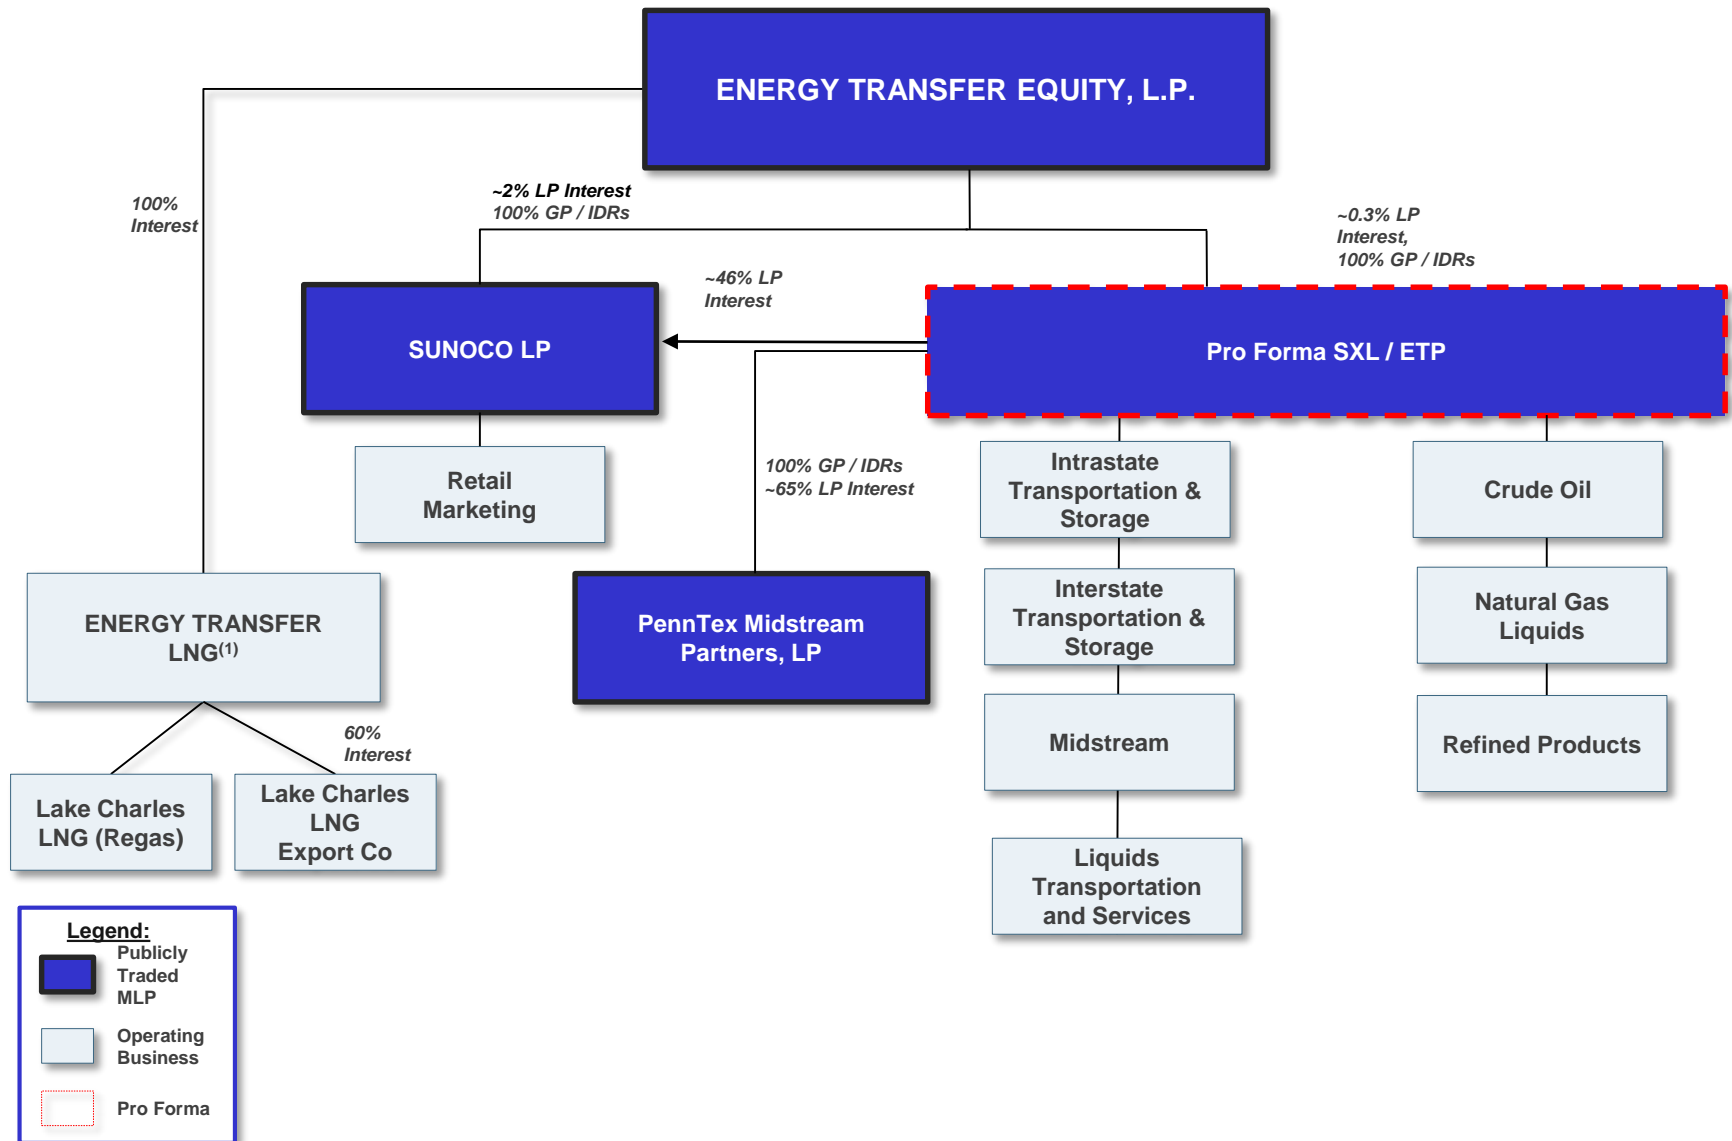 ENERGY TRANSFER EQUITY, L.P.
100%
Interest
~2% LP Interest
100% GP / IDRs
~0.3% LP
Interest,
100% GP / IDRs
~46% LP
Interest
SUNOCO LP
Pro Forma SXL / ETP
Retail
Marketing
100% GP / IDRs
~65% LP Interest
Intrastate
Transportation &
Storage
Crude Oil
ENERGY TRANSFER
LNG(1)
PennTex Midstream
Partners, LP
Interstate
Transportation &
Storage
Natural Gas
Liquids
60%
Interest
Midstream
Refined Products
Lake Charles
LNG (Regas)
Lake Charles
LNG
Export Co
Liquids
Transportation
and Services
Legend:
Publicly
Traded
MLP
Operating
Business
Pro Forma